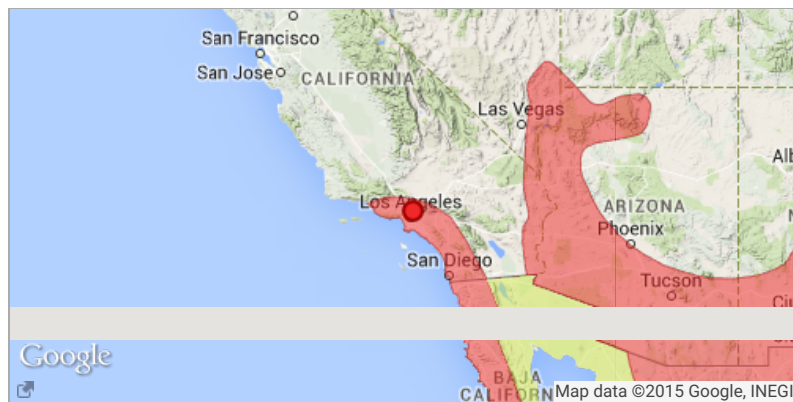 San Francisco
San Jose
CALIFORNIA
Las Vegas
Los Angeles
ARIZONA
Phoenix
San Diego
Tucson
Google
BAJA
Map data ©2015 Google, INEGI